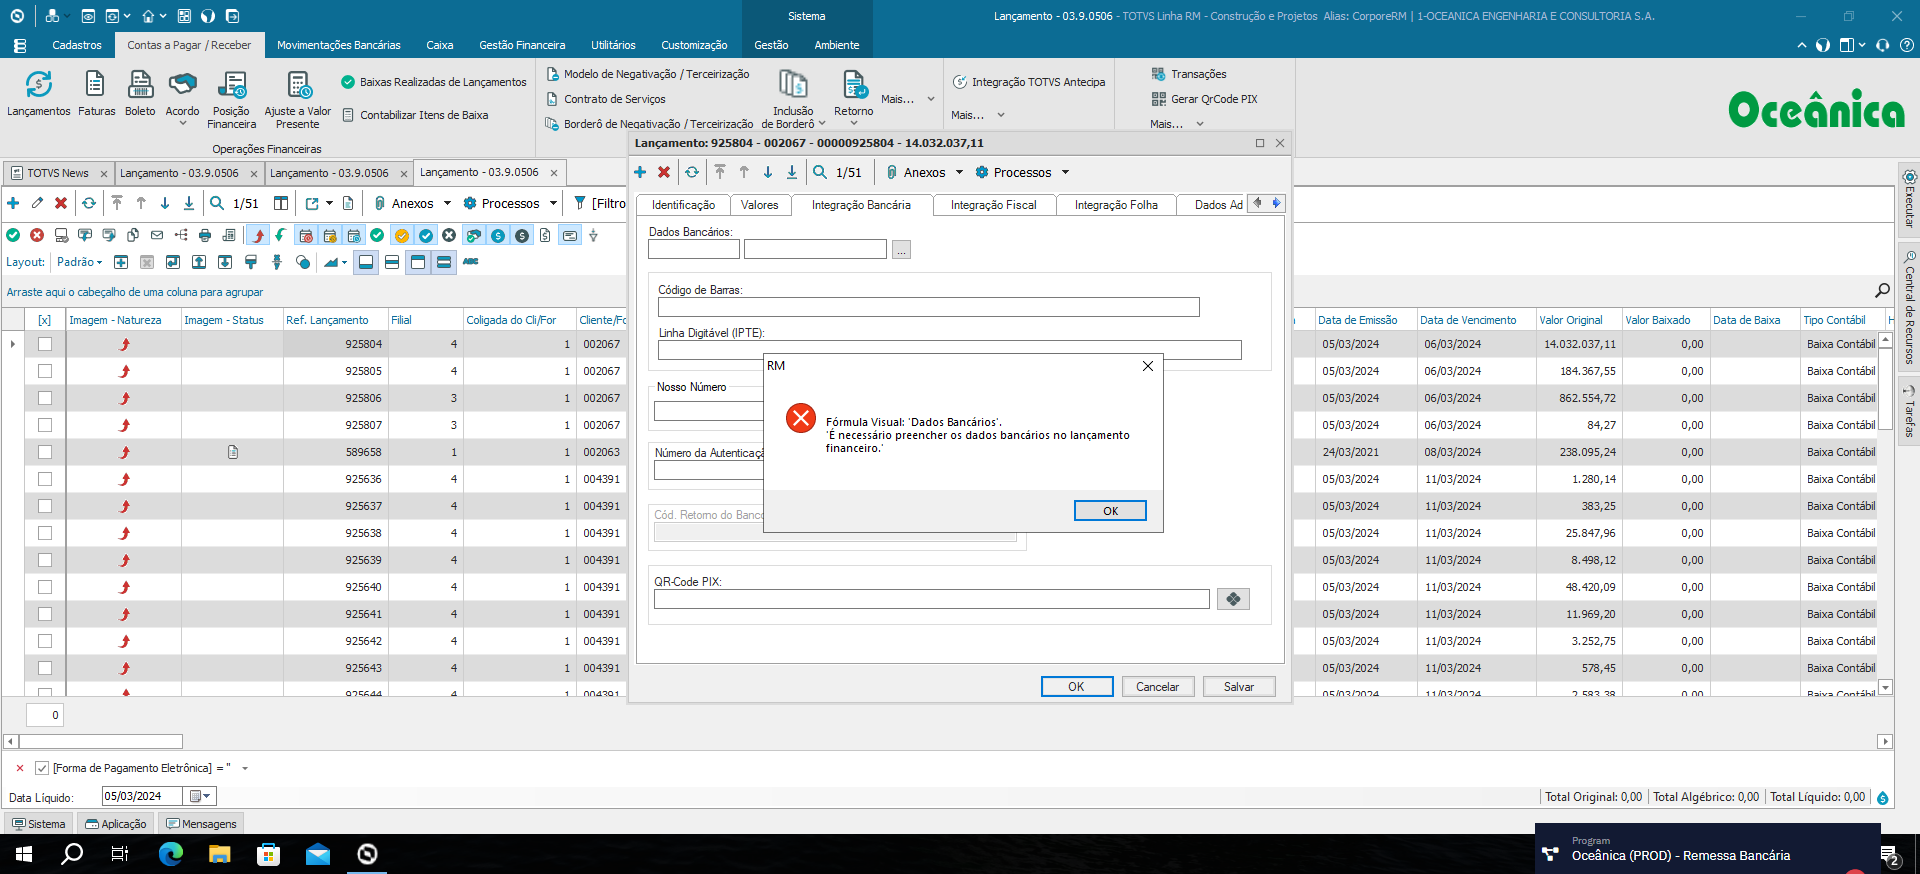 Sistema
Lançamento - 03.9.0506 - TOTVS Linha RM - Construção e Projetos Alias: CorporeRM | 1-OCEANICA ENGENHARIA E CONSULTORIA S.A.
Cadastros
Contas a Pagar / Receber
Movimentações Bancárias
Caixa
Gestão Financeira
Utilitários
Customização
Gestão
Ambiente
Lançamentos
Faturas
Boleto
Acordo
Posição Financeira
Ajuste a Valor Presente
Baixas Realizadas de Lançamentos
Contabilizar Itens de Baixa
Operações Financeiras
Modelo de Negativação / Terceirização
Contrato de Serviços
Borderô de Negativação / Terceirização
Inclusão de Borderô
Retorno
Mais...
Integração TOTVS Antecipa
Mais...
Transações
Gerar QrCode PIX
Mais...
Oceânica
TOTVS News
Lançamento - 03.9.0506
Lançamento - 03.9.0506
Lançamento - 03.9.0506
1/51
Anexos
Processos
[Filtro
Layout:
Padrão
ABC
Arraste aqui o cabeçalho de uma coluna para agrupar
[x] Imagem - Natureza Imagem - Status Ref. Lançamento Filial Coligada do Cli/For Cliente/Fo
925804 4 1 002067
925805 4 1 002067
925806 3 1 002067
925807 3 1 002067
589658 1 1 002063
925636 4 1 004391
925637 4 1 004391
925638 4 1 004391
925639 4 1 004391
925640 4 1 004391
925641 4 1 004391
925642 4 1 004391
925643 4 1 004391
925644 4 1 004391
Lançamento: 925804 - 002067 - 00000925804 - 14.032.037,11
1/51
Anexos
Processos
Identificação
Valores
Integração Bancária
Integração Fiscal
Integração Folha
Dados Ad
Dados Bancários:
...
Código de Barras:
Linha Digitável (IPTE):
Nosso Número
Número da Autenticaçã
Cód. Retorno do Banco
QR-Code PIX:
OK
Cancelar
Salvar
RM
Fórmula Visual: 'Dados Bancários'.
'É necessário preencher os dados bancários no lançamento
financeiro.'
OK
Data de Emissão Data de Vencimento Valor Original Valor Baixado Data de Baixa Tipo Contábil H
05/03/2024 06/03/2024 14.032.037,11 0,00 Baixa Contábil
05/03/2024 06/03/2024 184.367,55 0,00 Baixa Contábil
05/03/2024 06/03/2024 862.554,72 0,00 Baixa Contábil
05/03/2024 06/03/2024 84,27 0,00 Baixa Contábil
24/03/2021 08/03/2024 238.095,24 0,00 Baixa Contábil
05/03/2024 11/03/2024 1.280,14 0,00 Baixa Contábil
05/03/2024 11/03/2024 383,25 0,00 Baixa Contábil
05/03/2024 11/03/2024 25.847,96 0,00 Baixa Contábil
05/03/2024 11/03/2024 8.498,12 0,00 Baixa Contábil
05/03/2024 11/03/2024 48.420,09 0,00 Baixa Contábil
05/03/2024 11/03/2024 11.969,20 0,00 Baixa Contábil
05/03/2024 11/03/2024 3.252,75 0,00 Baixa Contábil
05/03/2024 11/03/2024 578,45 0,00 Baixa Contábil
05/03/2024 11/03/2024 2.583,38 0,00 Baixa Contábil
Executar
Central de Recursos
Tarefas
0
[Forma de Pagamento Eletrônica] = ''
Data Líquido:
05/03/2024
Total Original: 0,00
Total Algébrico: 0,00
Total Líquido: 0,00
Sistema
Aplicação
Mensagens
Program
Oceânica (PROD) - Remessa Bancária
2